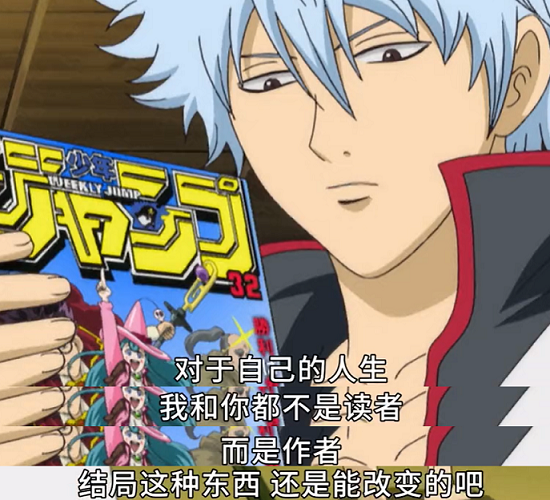 少年
ジャンプ
WEEKLY JUMP
32
对于自己的人生
我和你都不是读者
而是作者
结局这种东西 还是能改变的吧